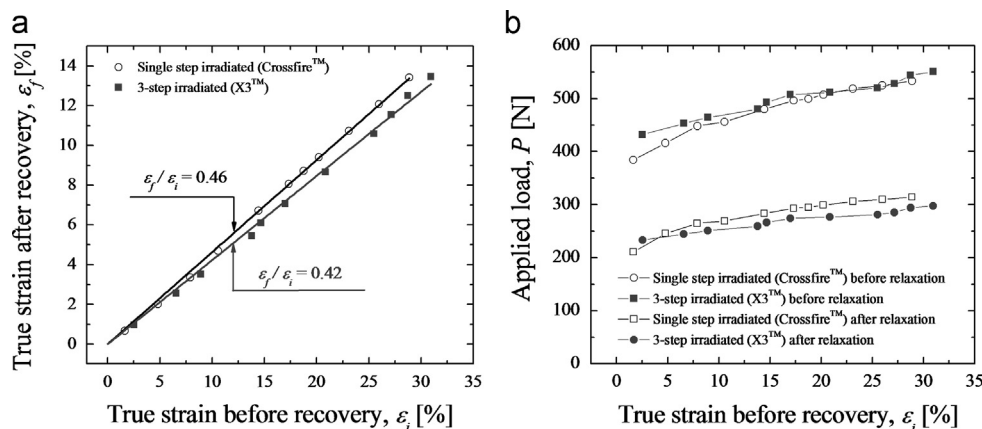 a
True strain after recovery, εf [%]
14
12
10
8
6
4
2
0
Single step irradiated (Crossfire™)
3-step irradiated (X3™)
εf / εi = 0.46
εf / εi = 0.42
0 5 10 15 20 25 30 35
True strain before recovery, εi [%]
b
Applied load, P [N]
600
500
400
300
200
100
0
Single step irradiated (Crossfire™) before relaxation
3-step irradiated (X3™) before relaxation
Single step irradiated (Crossfire™) after relaxation
3-step irradiated (X3™) after relaxation
0 5 10 15 20 25 30 35
True strain before recovery, εi [%]